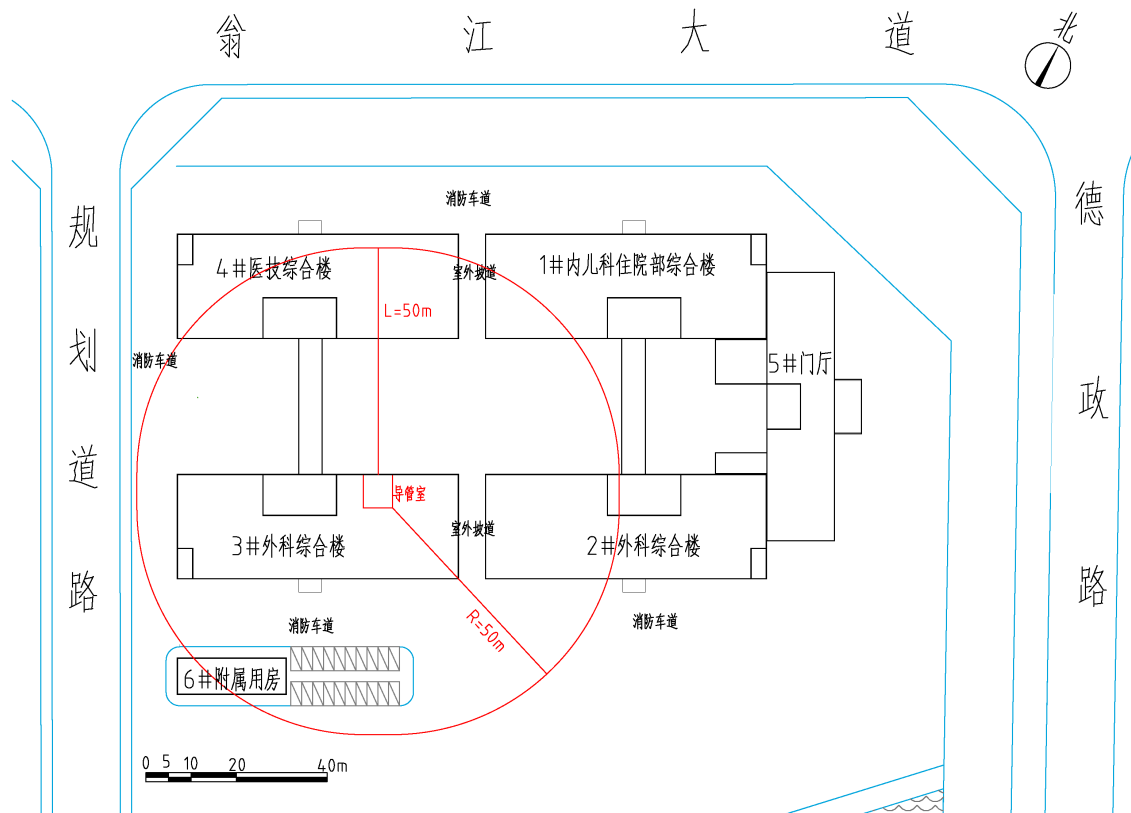 翁江大道
北
规划道路
德政路
消防车道
4#医技综合楼
室外披道
1#内儿科住院部综合楼
L=50m
消防车道
5#门厅
导管室
3#外科综合楼
室外披道
2#外科综合楼
R=50m
消防车道
消防车道
6#附属用房
0 5 10 20 40m